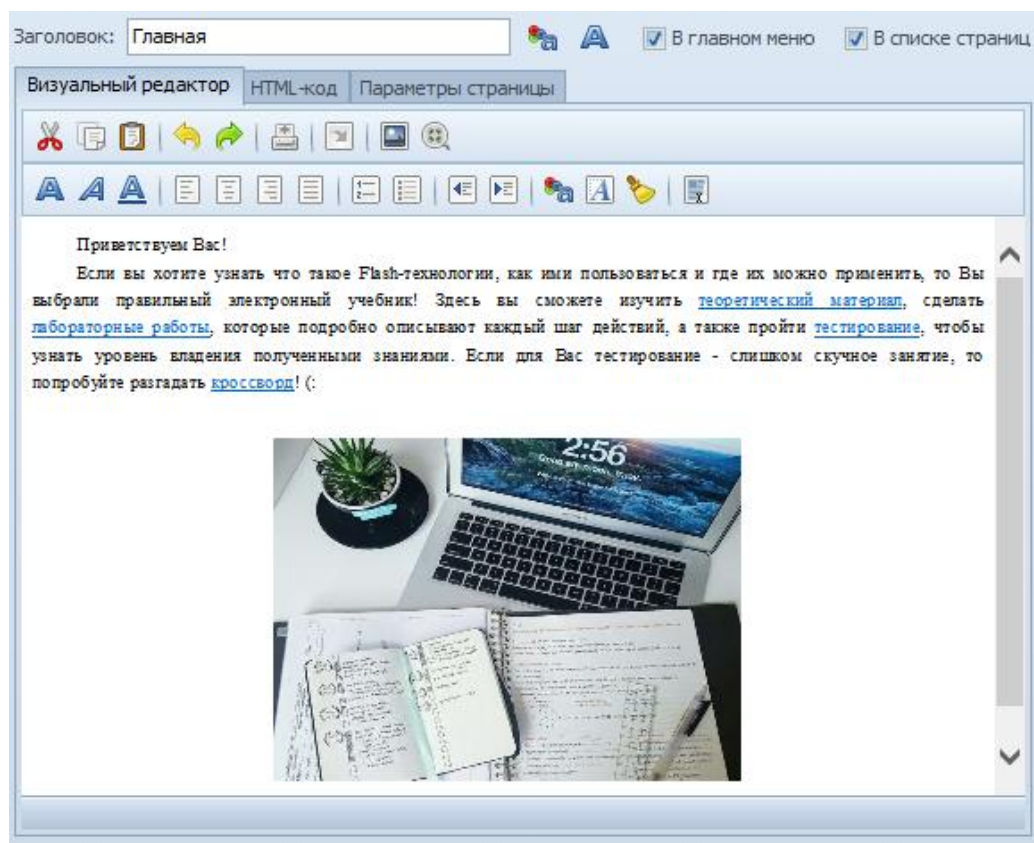 Заголовок: Главная В главном меню В списке страниц
Визуальный редактор HTML-код Параметры страницы
Приветствуем Вас!
Если вы хотите узнать что такое Flash-технологии, как ими пользоваться и где их можно применить, то Вы
выбрали правильный электронный учебник! Здесь вы сможете изучить теоретический материал, сделать
лабораторные работы, которые подробно описывают каждый шаг действий, а также пройти тестирование, чтобы
узнать уровень владения полученными знаниями. Если для Вас тестирование - слишком скучное занятие, то
попробуйте разгадать кроссворд! (:
2:56